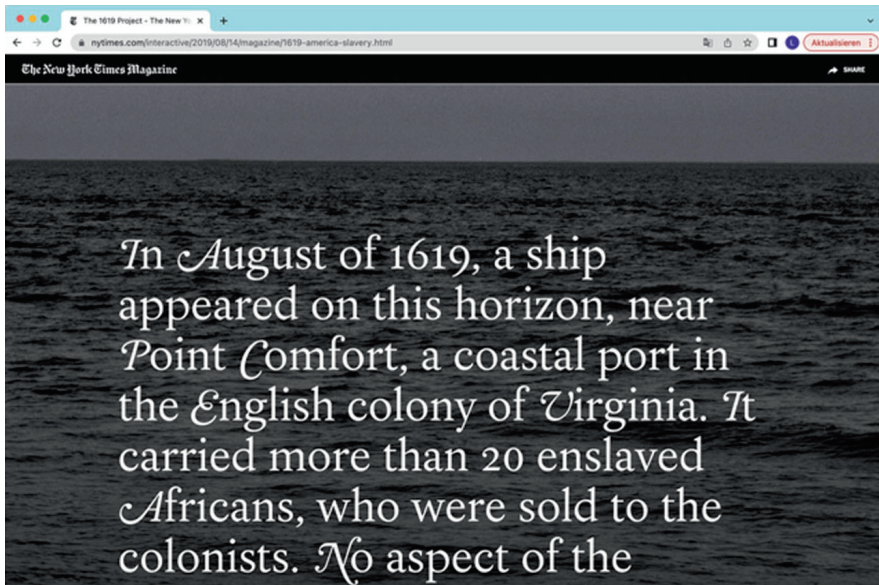 The 1619 Project - The New Yo
nytimes.com/interactive/2019/08/14/magazine/1619-america-slavery.html
L
Aktualisieren
The New York Times Magazine
SHARE
In August of 1619, a ship
appeared on this horizon, near
Point Comfort, a coastal port in
the English colony of Virginia. It
carried more than 20 enslaved
Africans, who were sold to the
colonists. No aspect of the